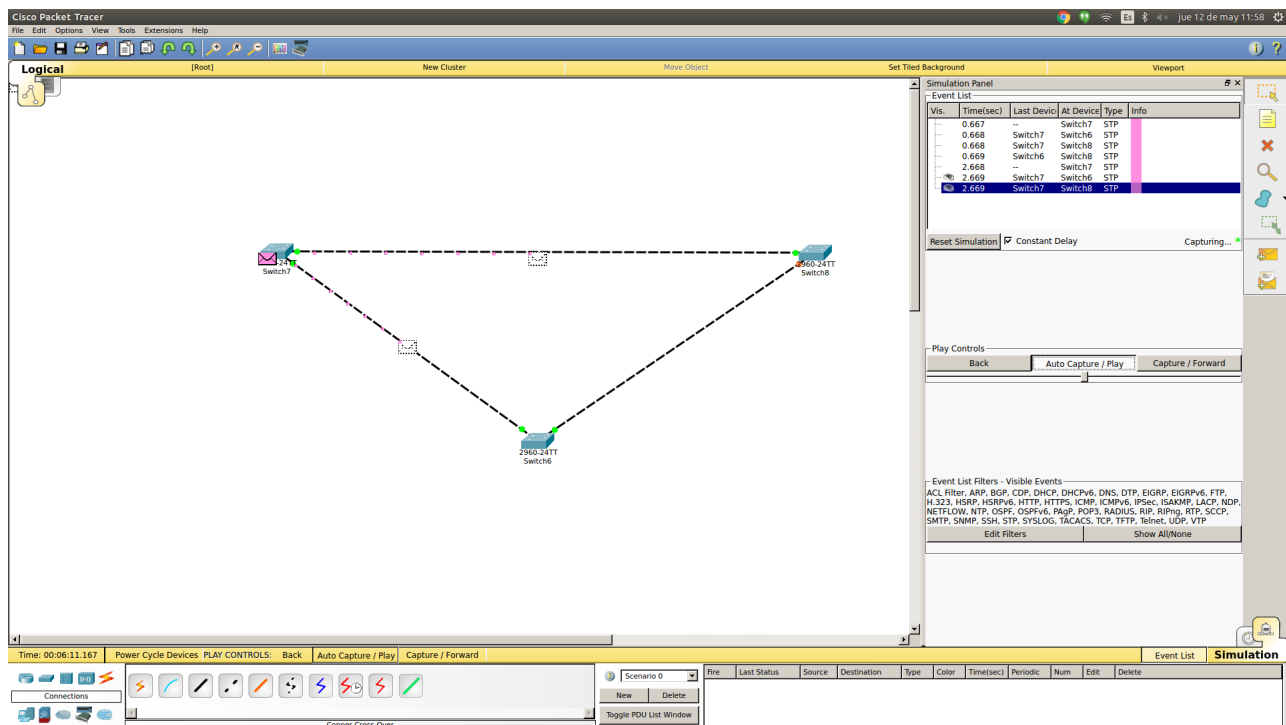 Cisco Packet Tracer
Es jue 12 de may 11:58
File Edit Options View Tools Extensions Help
Logical [Root] New Cluster Move Object Set Tiled Background Viewport
Simulation Panel
Event List
Vis. Time(sec) Last Devic At Device Type Info
0.667 -- Switch7 STP
0.668 Switch7 Switch6 STP
0.668 Switch7 Switch8 STP
0.669 Switch6 Switch8 STP
2.668 -- Switch7 STP
2.669 Switch7 Switch6 STP
2.669 Switch7 Switch8 STP
Reset Simulation Constant Delay Capturing...
-24TT
Switch7
2960-24TT
Switch8
2960-24TT
Switch6
Play Controls
Back Auto Capture / Play Capture / Forward
Event List Filters - Visible Events
ACL Filter, ARP, BGP, CDP, DHCP, DHCPv6, DNS, DTP, EIGRP, EIGRPv6, FTP,
H.323, HSRP, HSRPv6, HTTP, HTTPS, ICMP, ICMPv6, IPSec, ISAKMP, LACP, NDP,
NETFLOW, NTP, OSPF, OSPFv6, PAgP, POP3, RADIUS, RIP, RIPng, RTP, SCCP,
SMTP, SNMP, SSH, STP, SYSLOG, TACACS, TCP, TFTP, Telnet, UDP, VTP
Edit Filters Show All/None
Time: 00:06:11.167 Power Cycle Devices PLAY CONTROLS: Back Auto Capture / Play Capture / Forward Event List Simulation
Connections
Scenario 0
New Delete
Toggle PDU List Window
Fire Last Status Source Destination Type Color Time(sec) Periodic Num Edit Delete
Copper Cross-Over